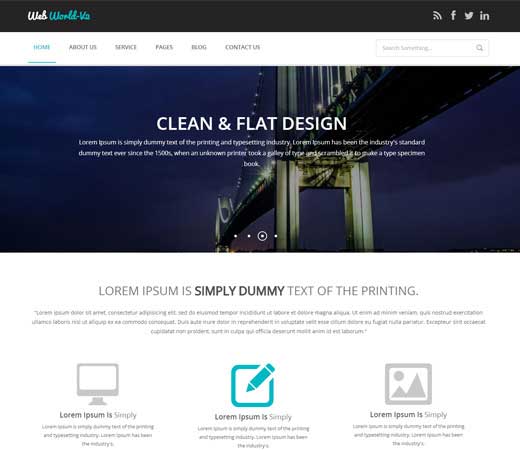 Web World-Va
HOME ABOUT US SERVICE PAGES BLOG CONTACT US
Search Something...
CLEAN & FLAT DESIGN
Lorem Ipsum is simply dummy text of the printing and typesetting industry. Lorem Ipsum has been the industry's standard
dummy text ever since the 1500s, when an unknown printer took a galley of type and scrambled it to make a type specimen
book.
LOREM IPSUM IS SIMPLY DUMMY TEXT OF THE PRINTING.
"Lorem ipsum dolor sit amet, consectetur adipisicing elit, sed do eiusmod tempor incididunt ut labore et dolore magna aliqua. Ut enim ad minim veniam, quis nostrud exercitation
ullamco laboris nisi ut aliquip ex ea commodo consequat. Duis aute irure dolor in reprehenderit in voluptate velit esse cillum dolore eu fugiat nulla pariatur. Excepteur sint occaecat
cupidatat non proident, sunt in culpa qui officia deserunt mollit anim id est laborum."
Lorem Ipsum Is Simply
Lorem Ipsum is simply dummy text of the printing
and typesetting industry. Lorem Ipsum has been
the industry's.
Lorem Ipsum Is Simply
Lorem Ipsum is simply dummy text of the printing
and typesetting industry. Lorem Ipsum has been
the industry's.
Lorem Ipsum Is Simply
Lorem Ipsum is simply dummy text of the printing
and typesetting industry. Lorem Ipsum has been
the industry's.